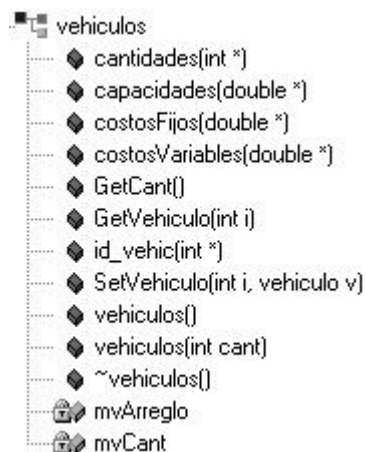 vehiculos
cantidades(int *)
capacidades(double *)
costosFijos(double *)
costosVariables(double *)
GetCant()
GetVehiculo(int i)
id_vehic(int *)
SetVehiculo(int i, vehiculo v)
vehiculos()
vehiculos(int cant)
~vehiculos()
mvArreglo
mvCant